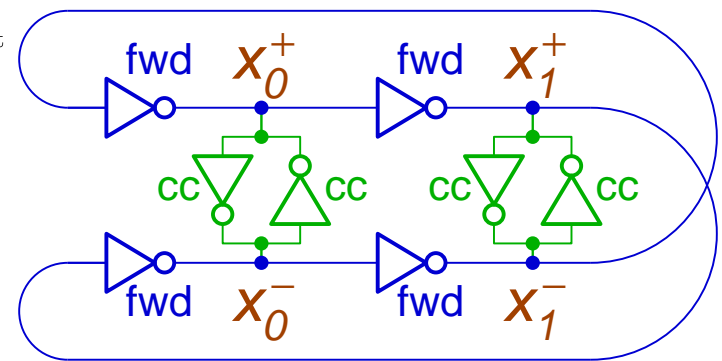 t
fwd x₀⁺ fwd x₁⁺
cc cc cc cc
fwd x₀⁻ fwd x₁⁻